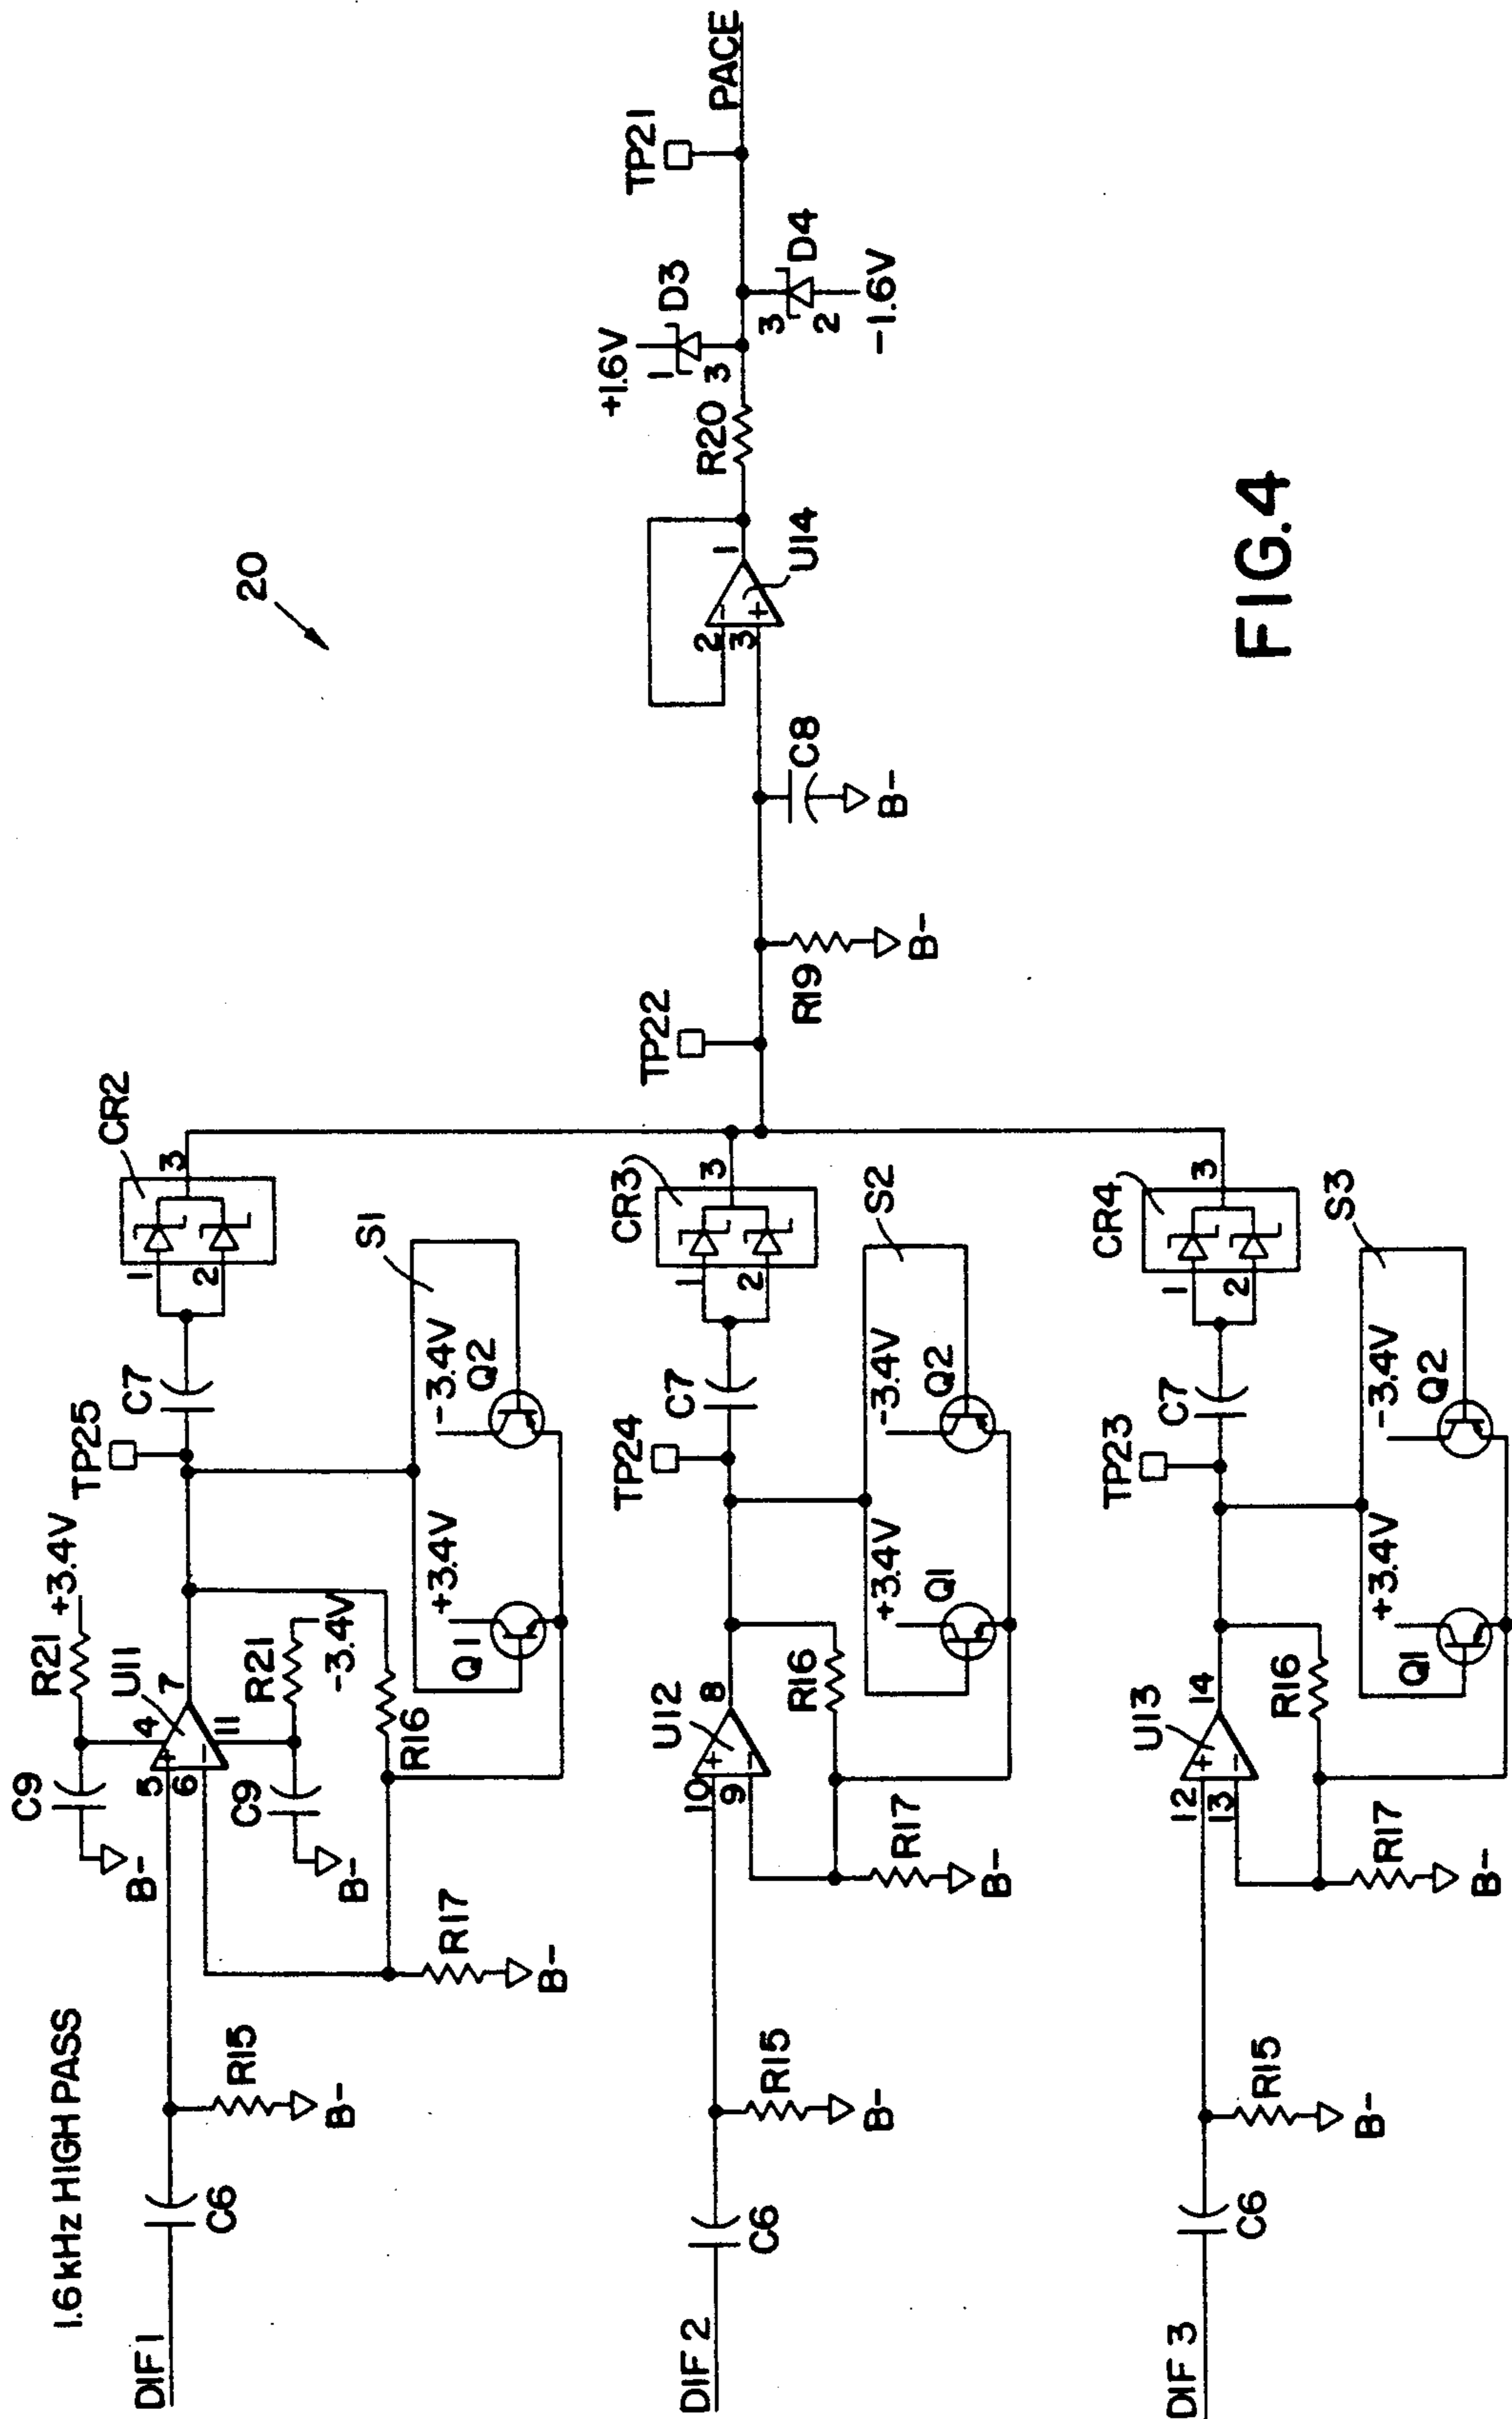 1.6 kHz HIGH PASS
DIF 1
C6
R15
B-
C9
B-
R21
+3.4V
U11
4
5
6
7
11
C9
B-
R21
-3.4V
R16
R17
B-
TP25
C7
CR2
1
2
3
S1
+3.4V
-3.4V
Q1
Q2
DIF 2
C6
R15
B-
U12
10
9
8
R16
R17
B-
TP24
C7
CR3
1
2
3
S2
+3.4V
-3.4V
Q1
Q2
DIF 3
C6
R15
B-
U13
12
13
14
R16
R17
B-
TP23
C7
CR4
1
2
3
S3
+3.4V
-3.4V
Q1
Q2
20
TP22
R19
B-
C8
B-
2
3
1
U14
R20
+1.6V
1
3
D3
3
2
D4
-1.6V
TP21
PACE
FIG.4